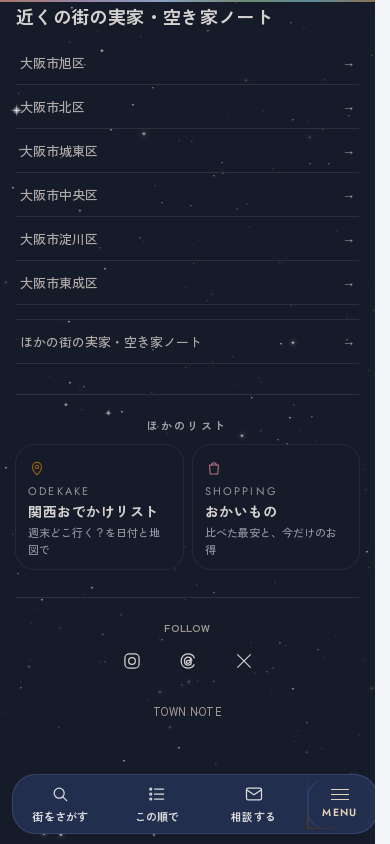 近くの街の実家・空き家ノート
大阪市旭区 →
大阪市北区 →
大阪市城東区 →
大阪市中央区 →
大阪市淀川区 →
大阪市東成区 →
ほかの街の実家・空き家ノート →
ほかのリスト
ODEKAKE
関西おでかけリスト
週末どこ行く？を日付と地
図で
SHOPPING
おかいもの
比べた最安と、今だけのお
得
FOLLOW
TOWN NOTE
街をさがす
この順で
相談する
MENU